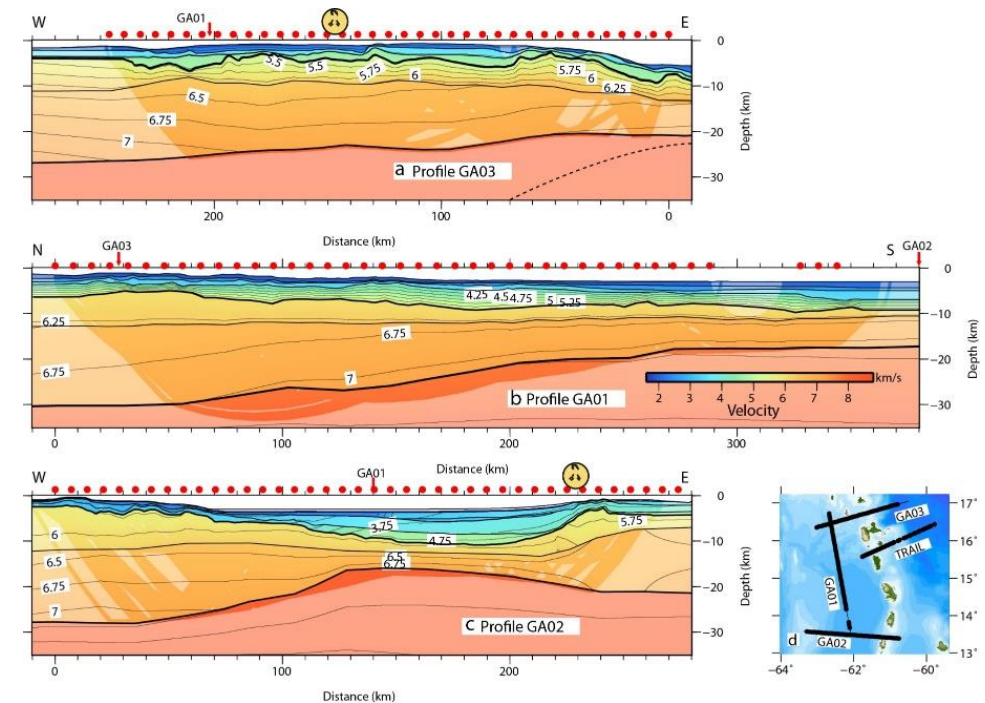 GA01
W E
5.5 5.5 5.75 6 5.75 6 6.25
6.5
6.75
7
a Profile GA03
0
−10
−20
−30
Depth (km)
200 100 0
Distance (km)
GA03 GA02
N S
4.25 4.5 4.75 5 5.25
6.25
6.75
6.75
7
b Profile GA01
km/s
2 3 4 5 6 7 8
Velocity
0
−10
−20
−30
Depth (km)
0 100 200 300
Distance (km)
GA01
W E
3.75
4.75
5.75
6
6.5
6.5
6.75
6.75
7
c Profile GA02
0
−10
−20
−30
Depth (km)
0 100 200
Distance (km)
GA03
TRAIL
GA01
GA02
d
17°
16°
15°
14°
13°
−64° −62° −60°